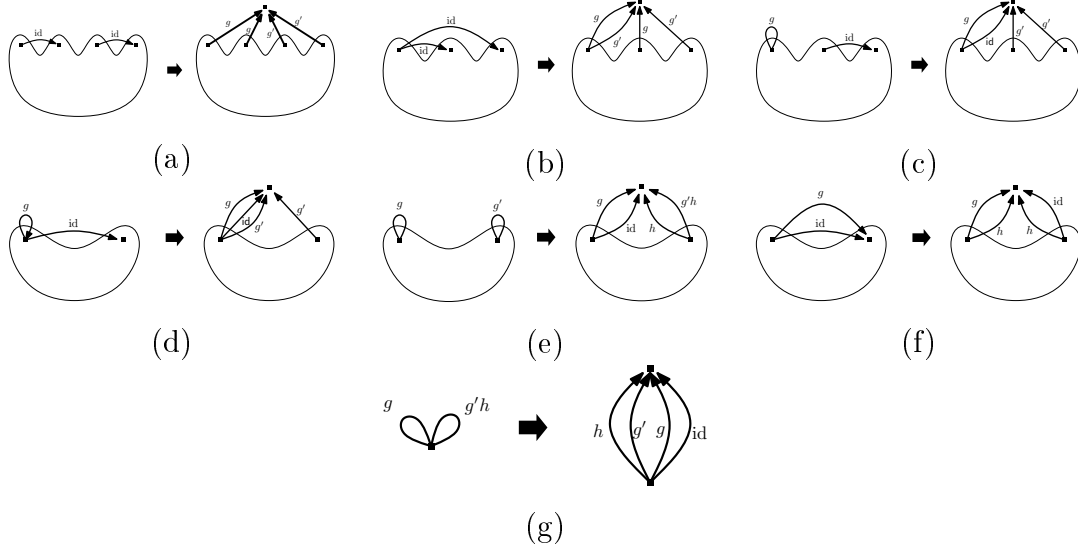 id id g g g' g'
(a)
id id g g' g g'
(b)
g id g id g' g'
(c)
g id g id g' g'
(d)
g g' g id h g'h
(e)
g id g h h id
(f)
g g'h h g' g id
(g)